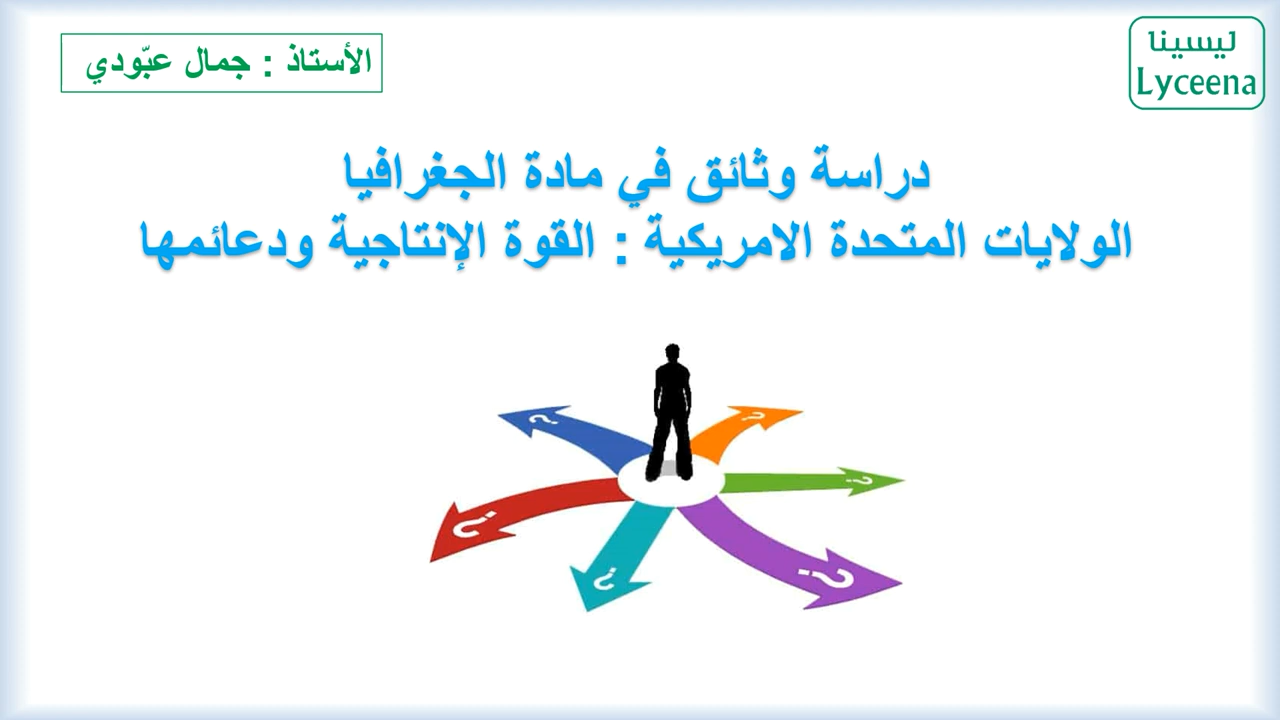 ليسينا
Lyceena
الأستاذ : جمال عبّودي
دراسة وثائق في مادة الجغرافيا
الولايات المتحدة الامريكية : القوة الإنتاجية ودعائمها
؟
?
?
؟
؟
؟